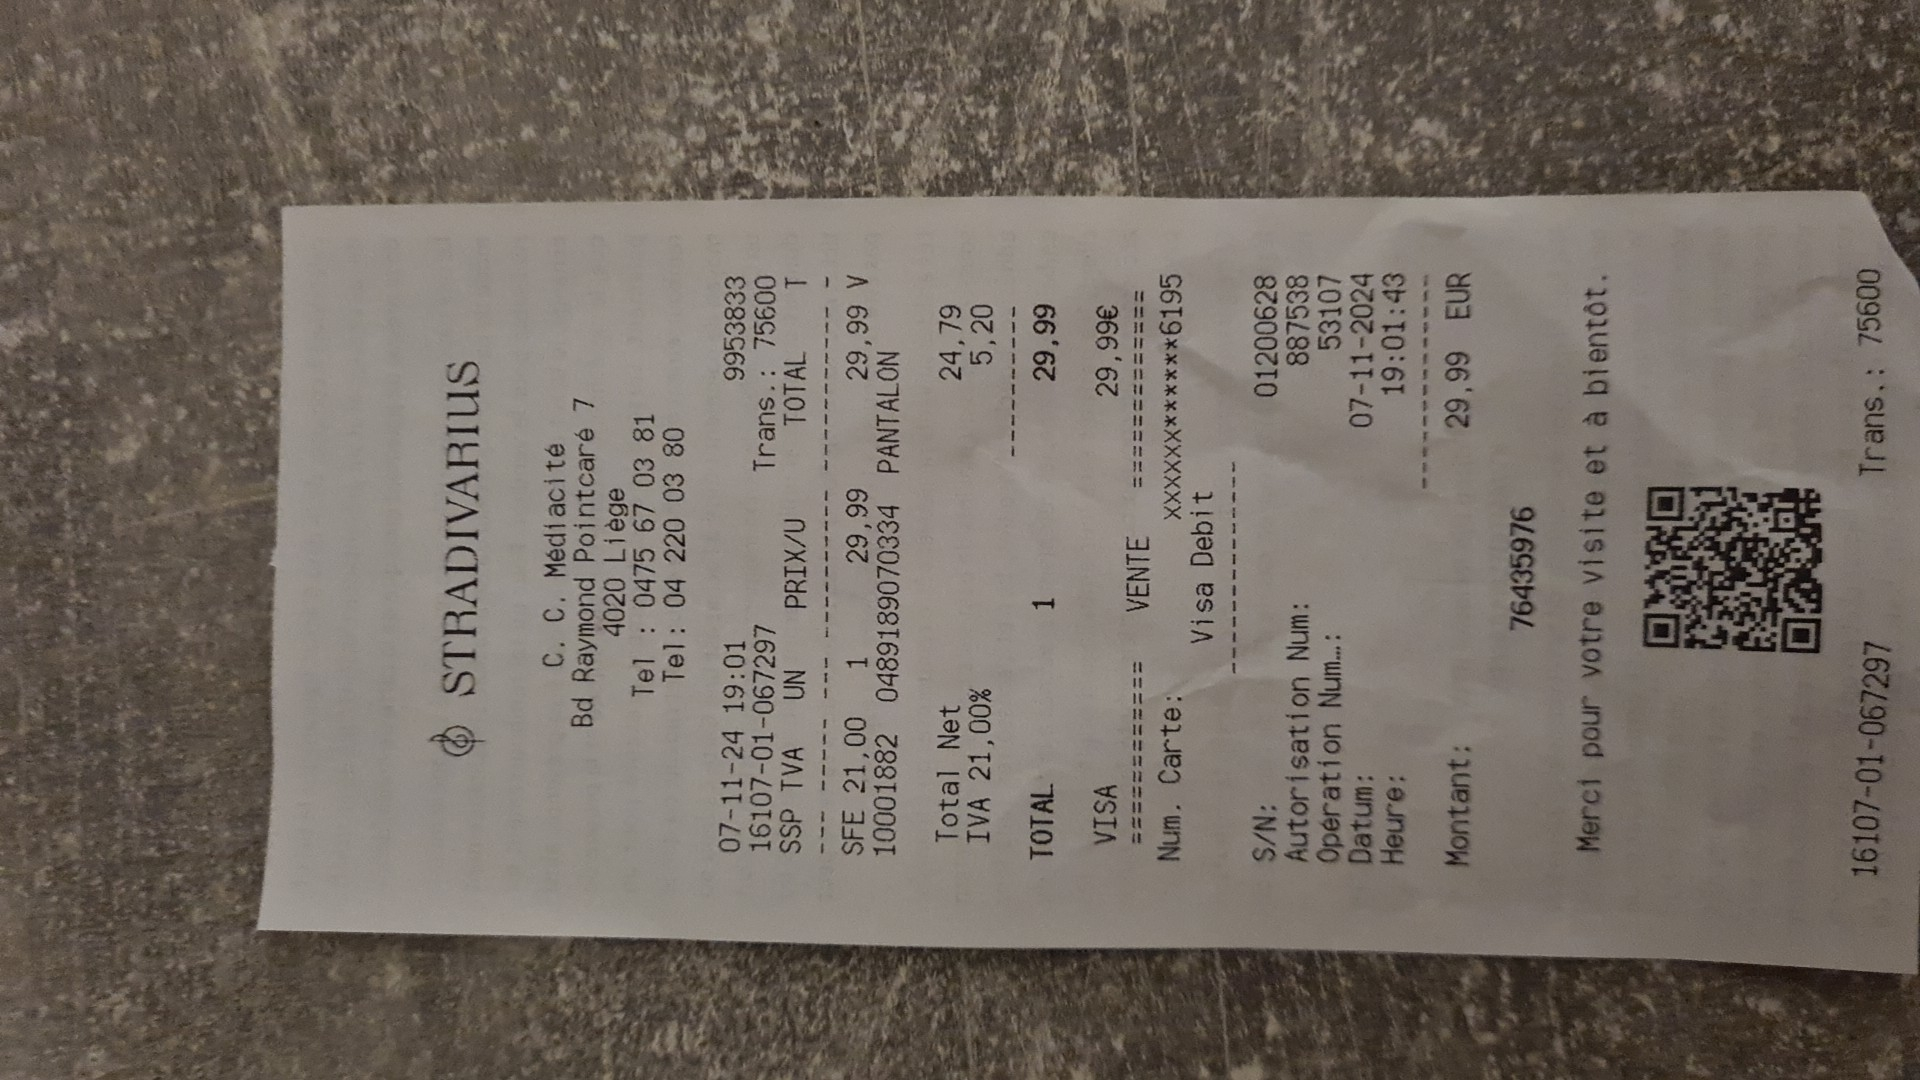 STRADIVARIUS
C. C. Médiacité
Bd Raymond Pointcaré 7
4020 Liège
Tel : 0475 67 03 81
Tel: 04 220 03 80
07-11-24 19:01 9953833
16107-01-067297 Trans.: 75600
SSP TVA UN PRIX/U TOTAL T
--- ----- --- ----------- ----------- -
SFE 21,00 1 29,99 29,99 V
10001882 04891889070334 PANTALON
Total Net 24,79
IVA 21,00% 5,20
-----------
TOTAL 1 29,99
VISA 29,99€
============= VENTE ==============
Num. Carte: XXXXXX*********6195
Visa Debit
-----------------
S/N: 01200628
Autorisation Num: 887538
Opération Num…: 53107
Datum: 07-11-2024
Heure: 19:01:43
-----------------
Montant: 29,99 EUR
76435976
Merci pour votre visite et à bientôt.
16107-01-067297 Trans.: 75600